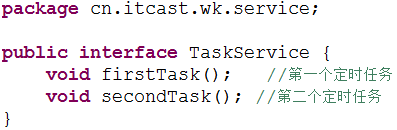 package cn.itcast.wk.service;
public interface TaskService {
void firstTask(); //第一个定时任务
void secondTask(); //第二个定时任务
}